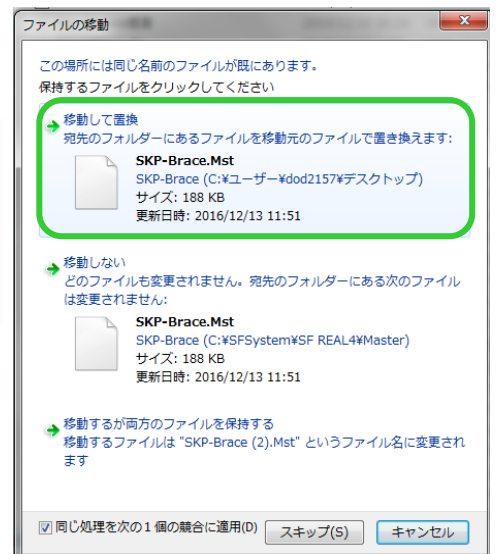 ファイルの移動
この場所には同じ名前のファイルが既にあります。
保持するファイルをクリックしてください
移動して置換
宛先のフォルダーにあるファイルを移動元のファイルで置き換えます:
SKP-Brace.Mst
SKP-Brace (C:¥ユーザー¥dod2157¥デスクトップ)
サイズ: 188 KB
更新日時: 2016/12/13 11:51
移動しない
どのファイルも変更されません。宛先のフォルダーにある次のファイル
は変更されません:
SKP-Brace.Mst
SKP-Brace (C:¥SFSystem¥SF REAL4¥Master)
サイズ: 188 KB
更新日時: 2016/12/13 11:51
移動するが両方のファイルを保持する
移動するファイルは "SKP-Brace (2).Mst" というファイル名に変更され
ます
同じ処理を次の 1 個の競合に適用(D)
スキップ(S)
キャンセル